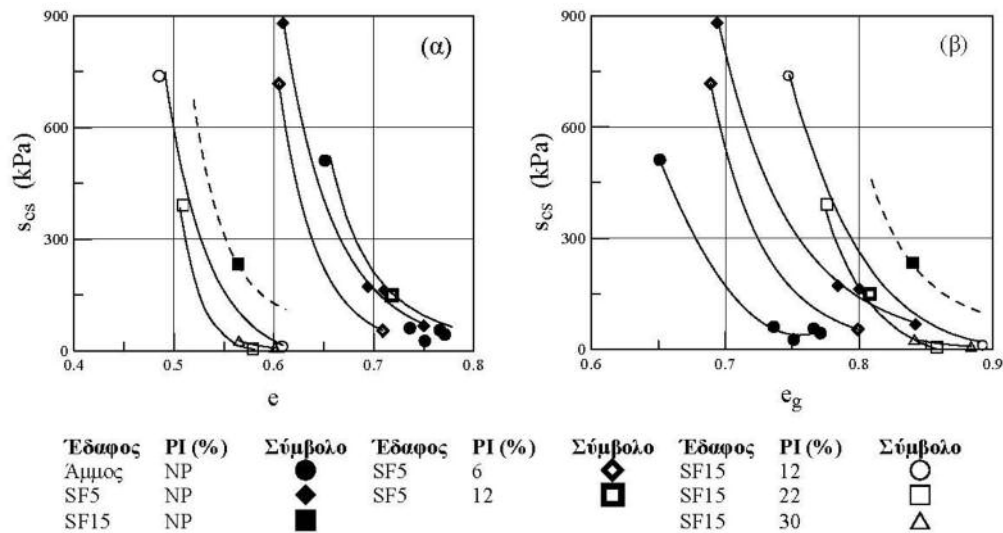 900
600
300
0
s_cs (kPa)
(α)
0.4 0.5 0.6 0.7 0.8
e
900
600
300
0
s_cs (kPa)
(β)
0.6 0.7 0.8 0.9
e_g
Έδαφος PI (%) Σύμβολο Έδαφος PI (%) Σύμβολο Έδαφος PI (%) Σύμβολο
Άμμος NP SF5 6 SF15 12
SF5 NP SF5 12 SF15 22
SF15 NP SF15 30